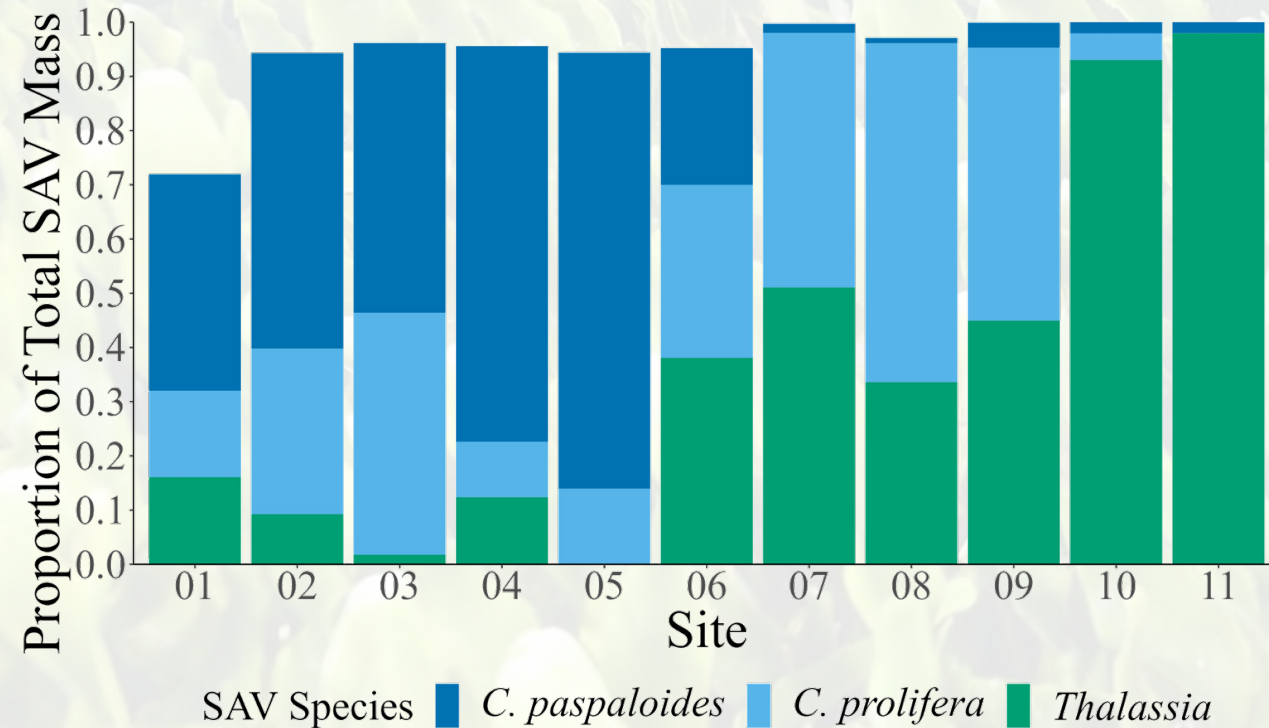 Proportion of Total SAV Mass
1.0
0.9
0.8
0.7
0.6
0.5
0.4
0.3
0.2
0.1
0.0
01 02 03 04 05 06 07 08 09 10 11
Site
SAV Species C. paspaloides C. prolifera Thalassia